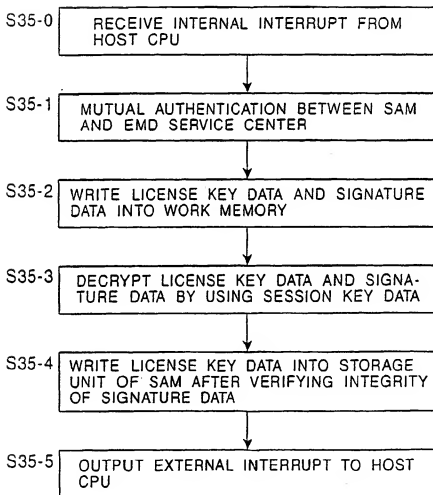 S35-0
RECEIVE INTERNAL INTERRUPT FROM
HOST CPU
S35-1
MUTUAL AUTHENTICATION BETWEEN SAM
AND EMD SERVICE CENTER
S35-2
WRITE LICENSE KEY DATA AND SIGNATURE
DATA INTO WORK MEMORY
S35-3
DECRYPT LICENSE KEY DATA AND SIGNA-
TURE DATA BY USING SESSION KEY DATA
S35-4
WRITE LICENSE KEY DATA INTO STORAGE
UNIT OF SAM AFTER VERIFYING INTEGRITY
OF SIGNATURE DATA
S35-5
OUTPUT EXTERNAL INTERRUPT TO HOST
CPU